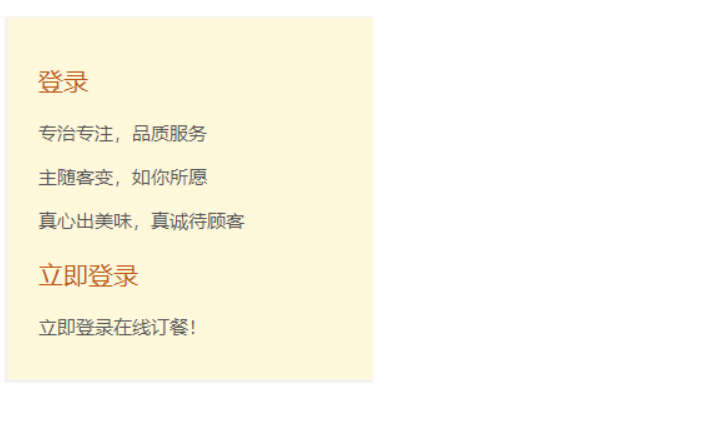 登录
专治专注，品质服务
主随客变，如你所愿
真心出美味，真诚待顾客
立即登录
立即登录在线订餐！